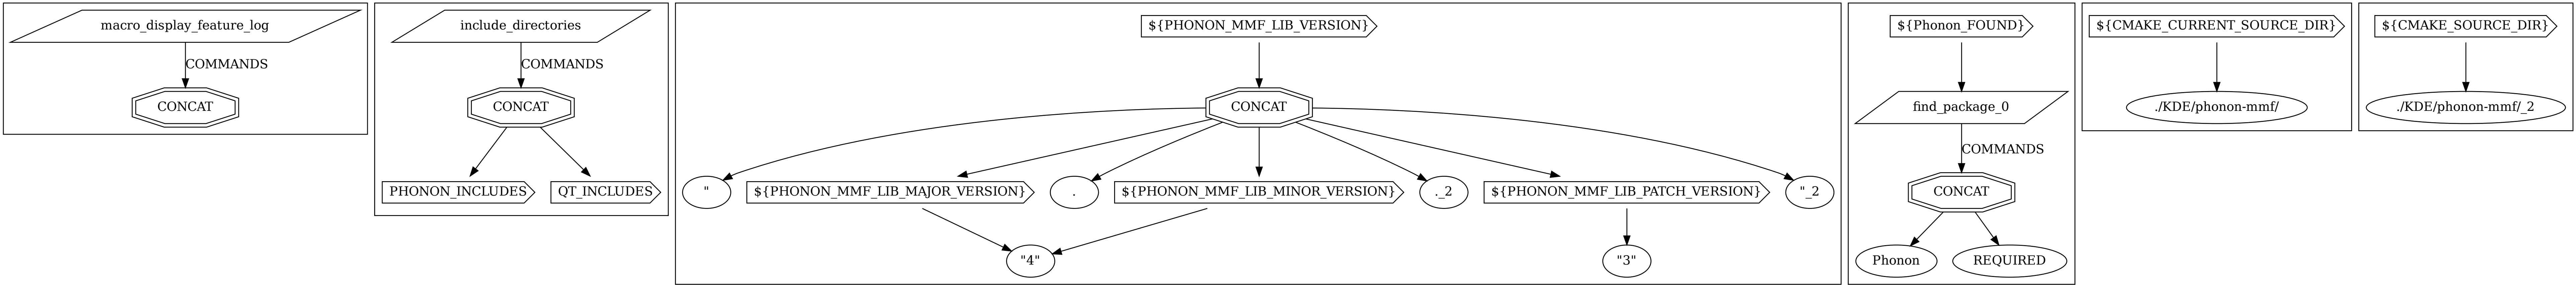 macro_display_feature_log
COMMANDS
CONCAT
include_directories
COMMANDS
CONCAT
PHONON_INCLUDES
QT_INCLUDES
${PHONON_MMF_LIB_VERSION}
CONCAT
"
${PHONON_MMF_LIB_MAJOR_VERSION}
.
${PHONON_MMF_LIB_MINOR_VERSION}
._2
${PHONON_MMF_LIB_PATCH_VERSION}
"_2
"4"
"3"
${Phonon_FOUND}
find_package_0
COMMANDS
CONCAT
Phonon
REQUIRED
${CMAKE_CURRENT_SOURCE_DIR}
./KDE/phonon-mmf/
${CMAKE_SOURCE_DIR}
./KDE/phonon-mmf/_2